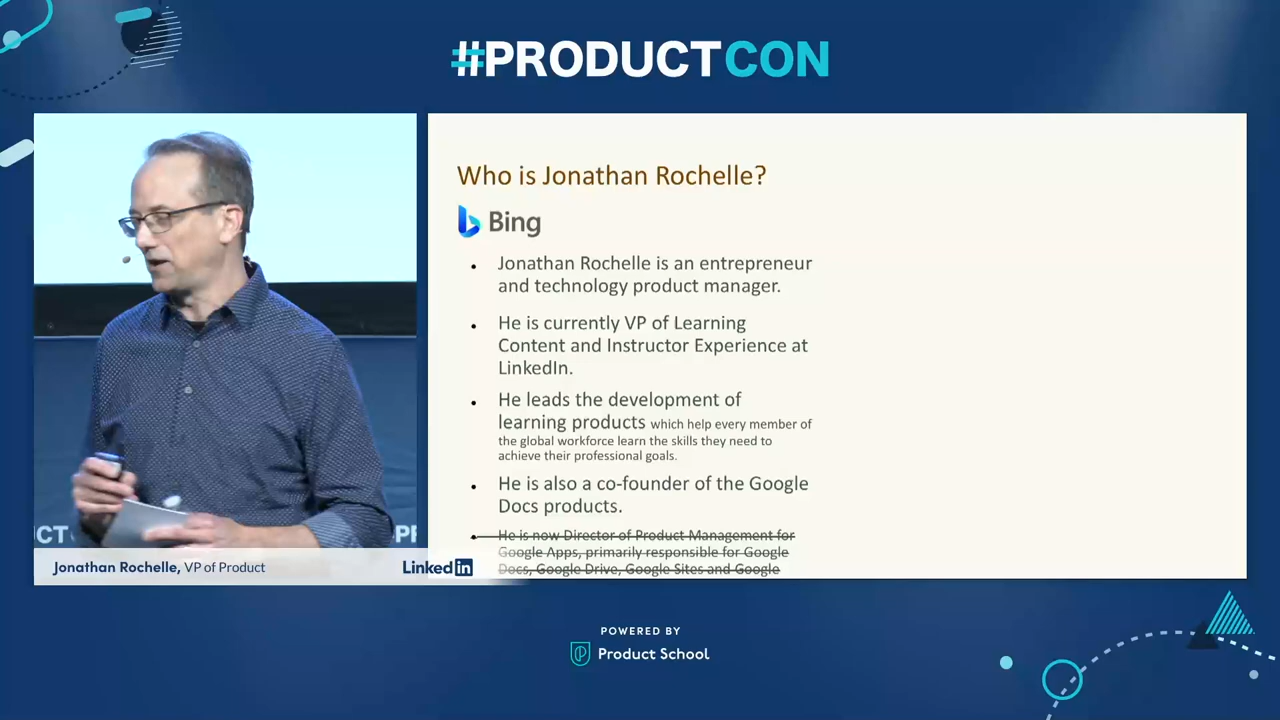 #PRODUCTCON
Who is Jonathan Rochelle?
Bing
• Jonathan Rochelle is an entrepreneur
and technology product manager.
• He is currently VP of Learning
Content and Instructor Experience at
LinkedIn.
• He leads the development of
learning products which help every member of
the global workforce learn the skills they need to
achieve their professional goals.
• He is also a co-founder of the Google
Docs products.
• He is now Director of Product Management for
Google Apps, primarily responsible for Google
Docs, Google Drive, Google Sites and Google
CT
P
Jonathan Rochelle, VP of Product
LinkedIn
POWERED BY
Product School